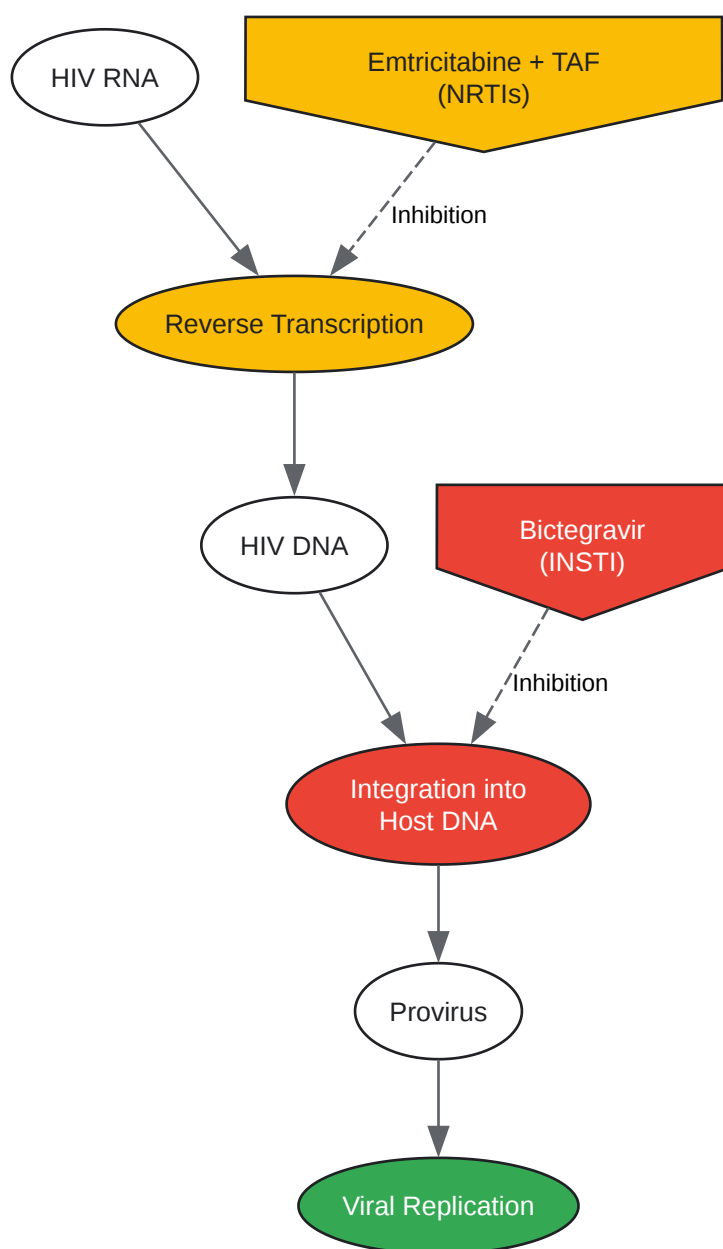 HIV RNA
Emtricitabine + TAF
(NRTIs)
Inhibition
Reverse Transcription
HIV DNA
Bictegravir
(INSTI)
Inhibition
Integration into
Host DNA
Provirus
Viral Replication